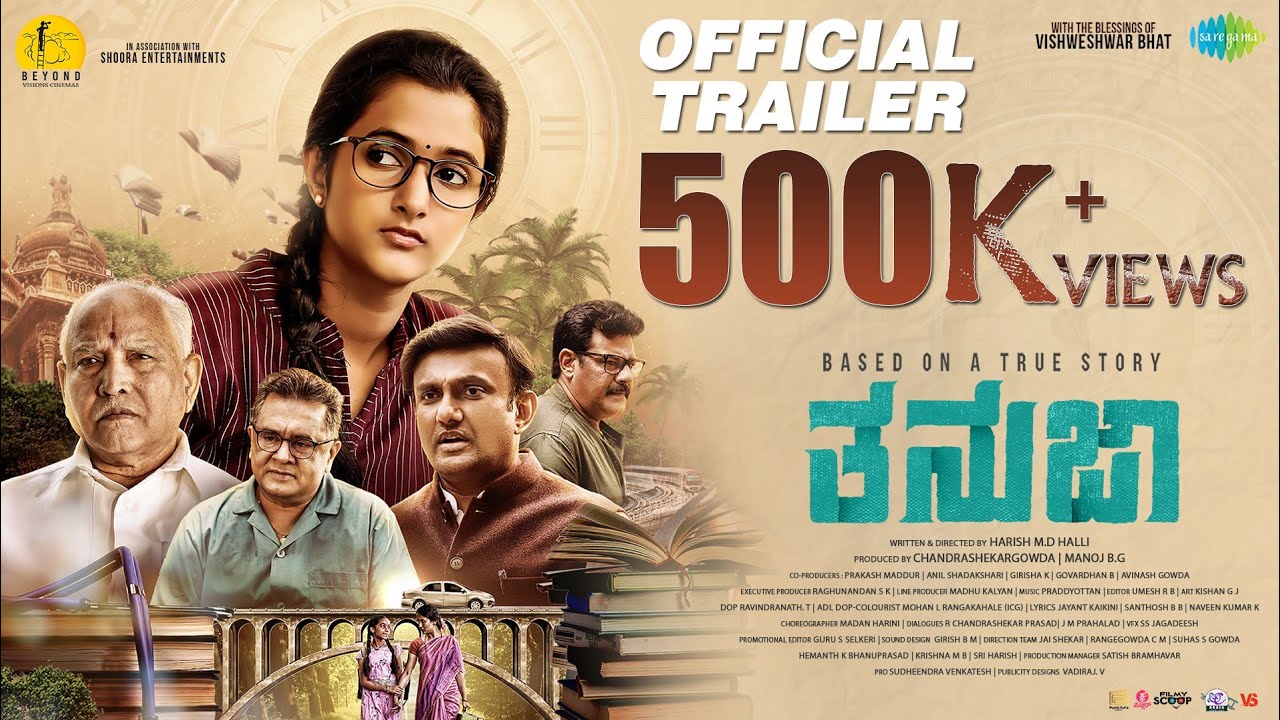 BEYOND
VISIONS CINEMAS
IN ASSOCIATION WITH
SHOORA ENTERTAINMENTS
OFFICIAL
TRAILER
WITH THE BLESSINGS OF
VISHWESHWAR BHAT
saregama
500K+
VIEWS
BASED ON A TRUE STORY
ತನುಜಾ
WRITTEN & DIRECTED BY HARISH M.D HALLI
PRODUCED BY CHANDRASHEKARGOWDA | MANOJ B.G
CO-PRODUCERS : PRAKASH MADDUR | ANIL SHADAKSHARI | GIRISHA K | GOVARDHAN B | AVINASH GOWDA
EXECUTIVE PRODUCER RAGHUNANDAN S K | LINE PRODUCER MADHU KALYAN | MUSIC PRADDYOTTAN | EDITOR UMESH R B | ART KISHAN G J
DOP RAVINDRANATH. T | ADL DOP-COLOURIST MOHAN L RANGAKAHALE (ICG) | LYRICS JAYANT KAIKINI | SANTHOSH B B | NAVEEN KUMAR K
CHOREOGRAPHER MADAN HARINI | DIALOGUES R CHANDRASHEKAR PRASAD | J M PRAHALAD | VFX SS JAGADEESH
PROMOTIONAL EDITOR GURU S SELKERI | SOUND DESIGN GIRISH B M | DIRECTION TEAM JAI SHEKAR | RANGEGOWDA C M | SUHAS S GOWDA
HEMANTH K BHANUPRASAD | KRISHNA M B | SRI HARISH | PRODUCTION MANAGER SATISH BRAMHAVAR
PRO SUDHEENDRA VENKATESH | PUBLICITY DESIGNS VADIRAJ. V
FILMY
SCOOP
VS